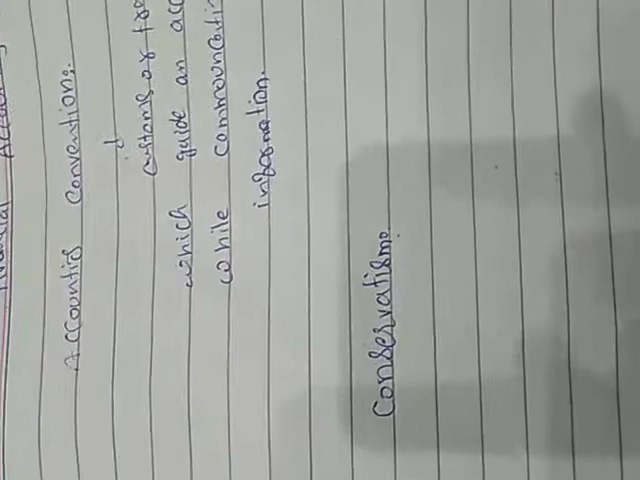 Accounting Conventions.
customs or
which guide an
while
information.
Conservatism.